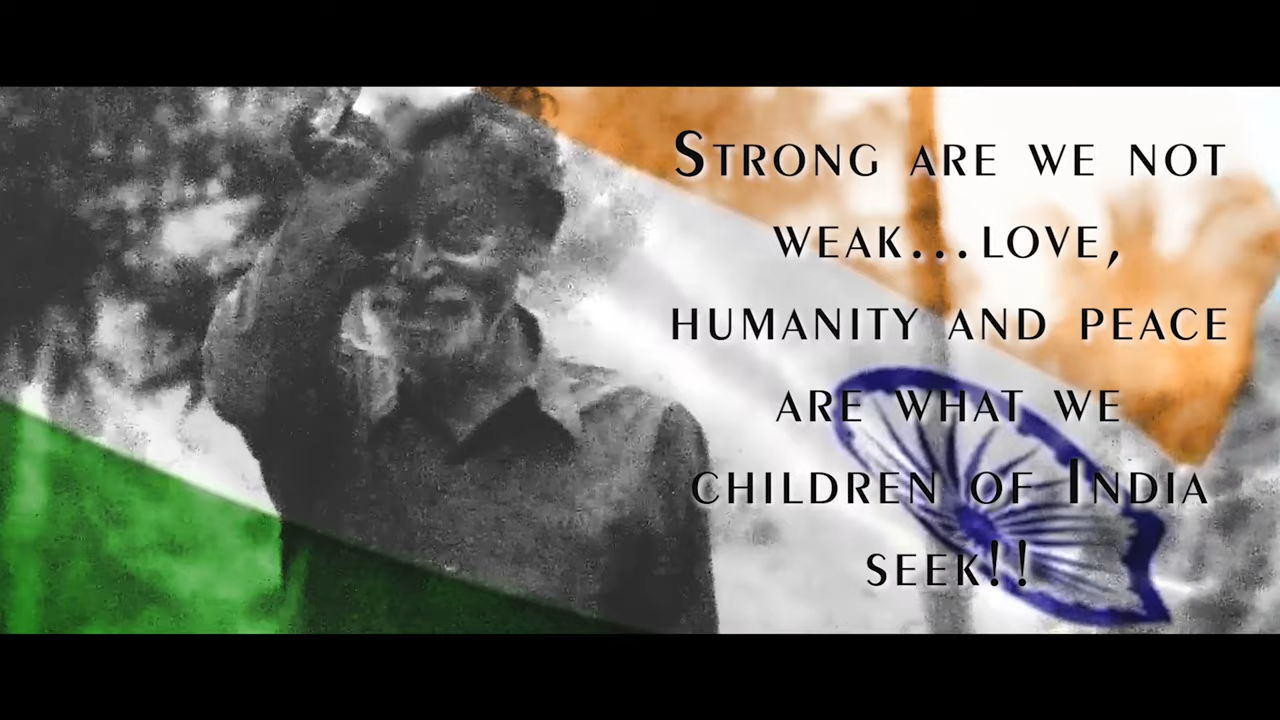 Strong are we not
weak...love,
humanity and peace
are what we
children of India
seek!!